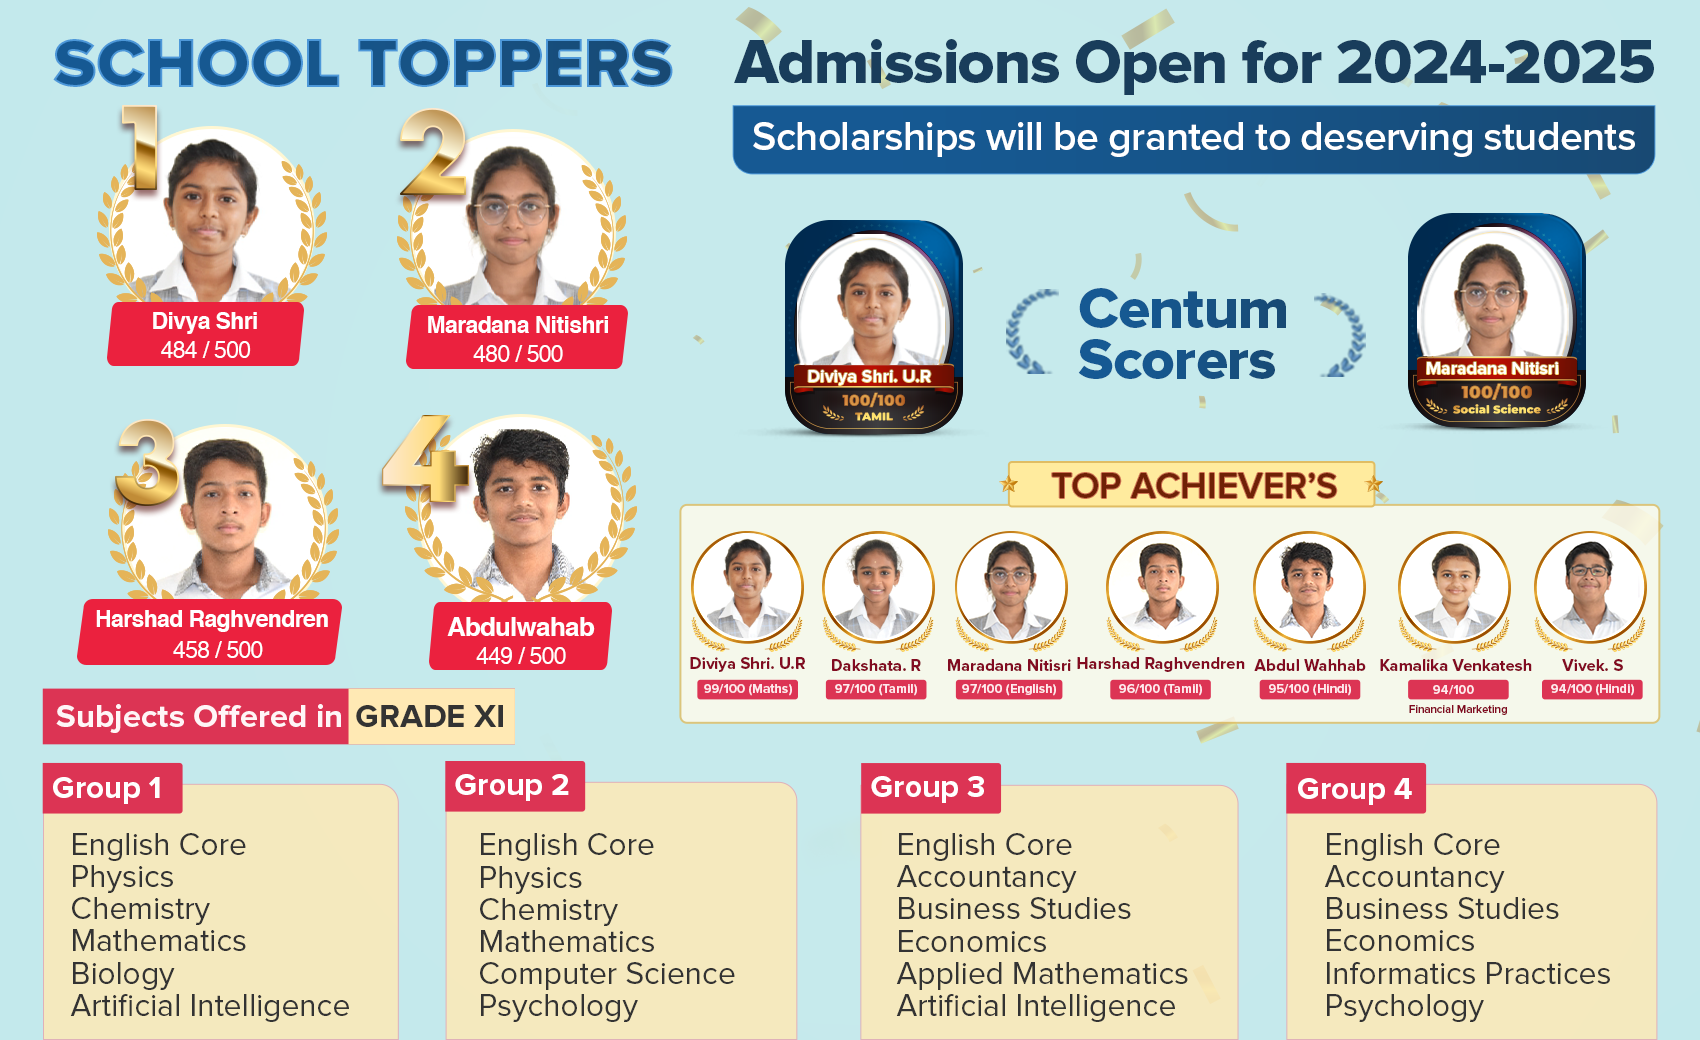 SCHOOL TOPPERS
1
Divya Shri
484 / 500
2
Maradana Nitishri
480 / 500
3
Harshad Raghvendren
458 / 500
4
Abdulwahab
449 / 500
Admissions Open for 2024-2025
Scholarships will be granted to deserving students
Diviya Shri. U.R
100/100
TAMIL
Centum
Scorers
Maradana Nitisri
100/100
Social Science
TOP ACHIEVER'S
Diviya Shri. U.R
99/100 (Maths)
Dakshata. R
97/100 (Tamil)
Maradana Nitisri
97/100 (English)
Harshad Raghvendren
96/100 (Tamil)
Abdul Wahhab
95/100 (Hindi)
Kamalika Venkatesh
94/100
Financial Marketing
Vivek. S
94/100 (Hindi)
Subjects Offered in GRADE XI
Group 1
English Core
Physics
Chemistry
Mathematics
Biology
Artificial Intelligence
Group 2
English Core
Physics
Chemistry
Mathematics
Computer Science
Psychology
Group 3
English Core
Accountancy
Business Studies
Economics
Applied Mathematics
Artificial Intelligence
Group 4
English Core
Accountancy
Business Studies
Economics
Informatics Practices
Psychology